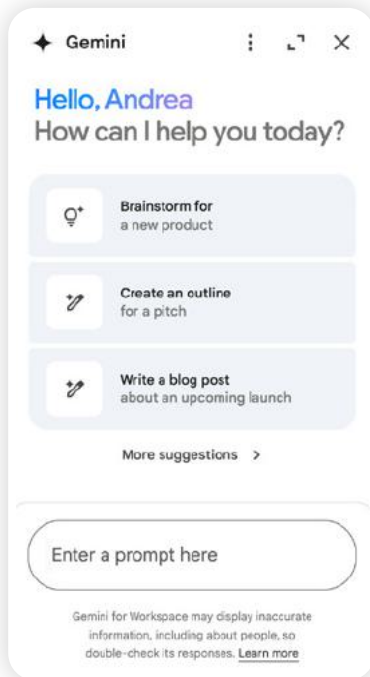 Gemini
Hello, Andrea
How can I help you today?
Brainstorm for
a new product
Create an outline
for a pitch
Write a blog post
about an upcoming launch
More suggestions
Enter a prompt here
Gemini for Workspace may display inaccurate
information, including about people, so
double-check its responses. Learn more